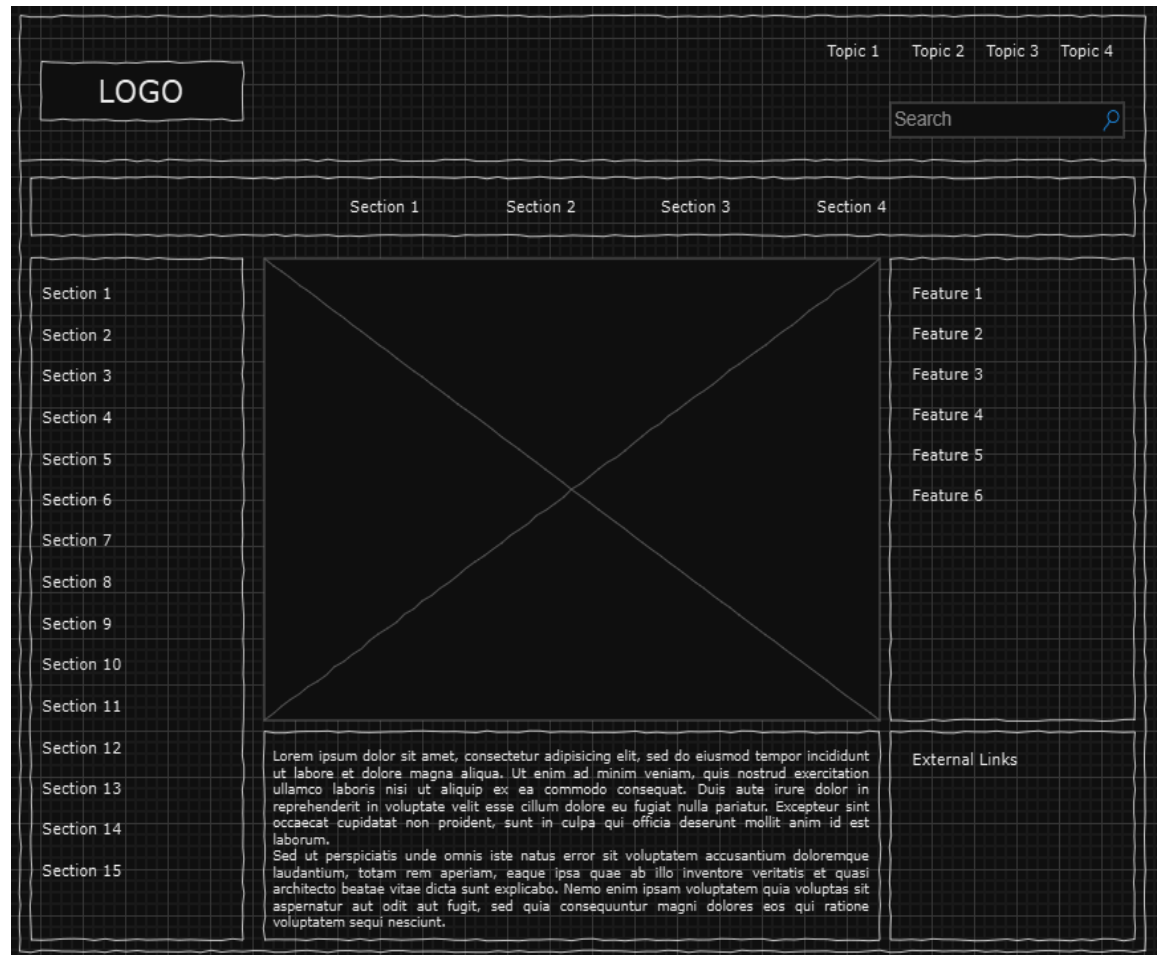 Topic 1
Topic 2
Topic 3
Topic 4
LOGO
Search
Section 1
Section 2
Section 3
Section 4
Section 1
Section 2
Section 3
Section 4
Section 5
Section 6
Section 7
Section 8
Section 9
Section 10
Section 11
Section 12
Section 13
Section 14
Section 15
Lorem ipsum dolor sit amet, consectetur adipisicing elit, sed do eiusmod tempor incididunt
ut labore et dolore magna aliqua. Ut enim ad minim veniam, quis nostrud exercitation
ullamco laboris nisi ut aliquip ex ea commodo consequat. Duis aute irure dolor in
reprehenderit in voluptate velit esse cillum dolore eu fugiat nulla pariatur. Excepteur sint
occaecat cupidatat non proident, sunt in culpa qui officia deserunt mollit anim id est
laborum.
Sed ut perspiciatis unde omnis iste natus error sit voluptatem accusantium doloremque
laudantium, totam rem aperiam, eaque ipsa quae ab illo inventore veritatis et quasi
architecto beatae vitae dicta sunt explicabo. Nemo enim ipsam voluptatem quia voluptas sit
aspernatur aut odit aut fugit, sed quia consequuntur magni dolores eos qui ratione
voluptatem sequi nesciunt.
Feature 1
Feature 2
Feature 3
Feature 4
Feature 5
Feature 6
External Links